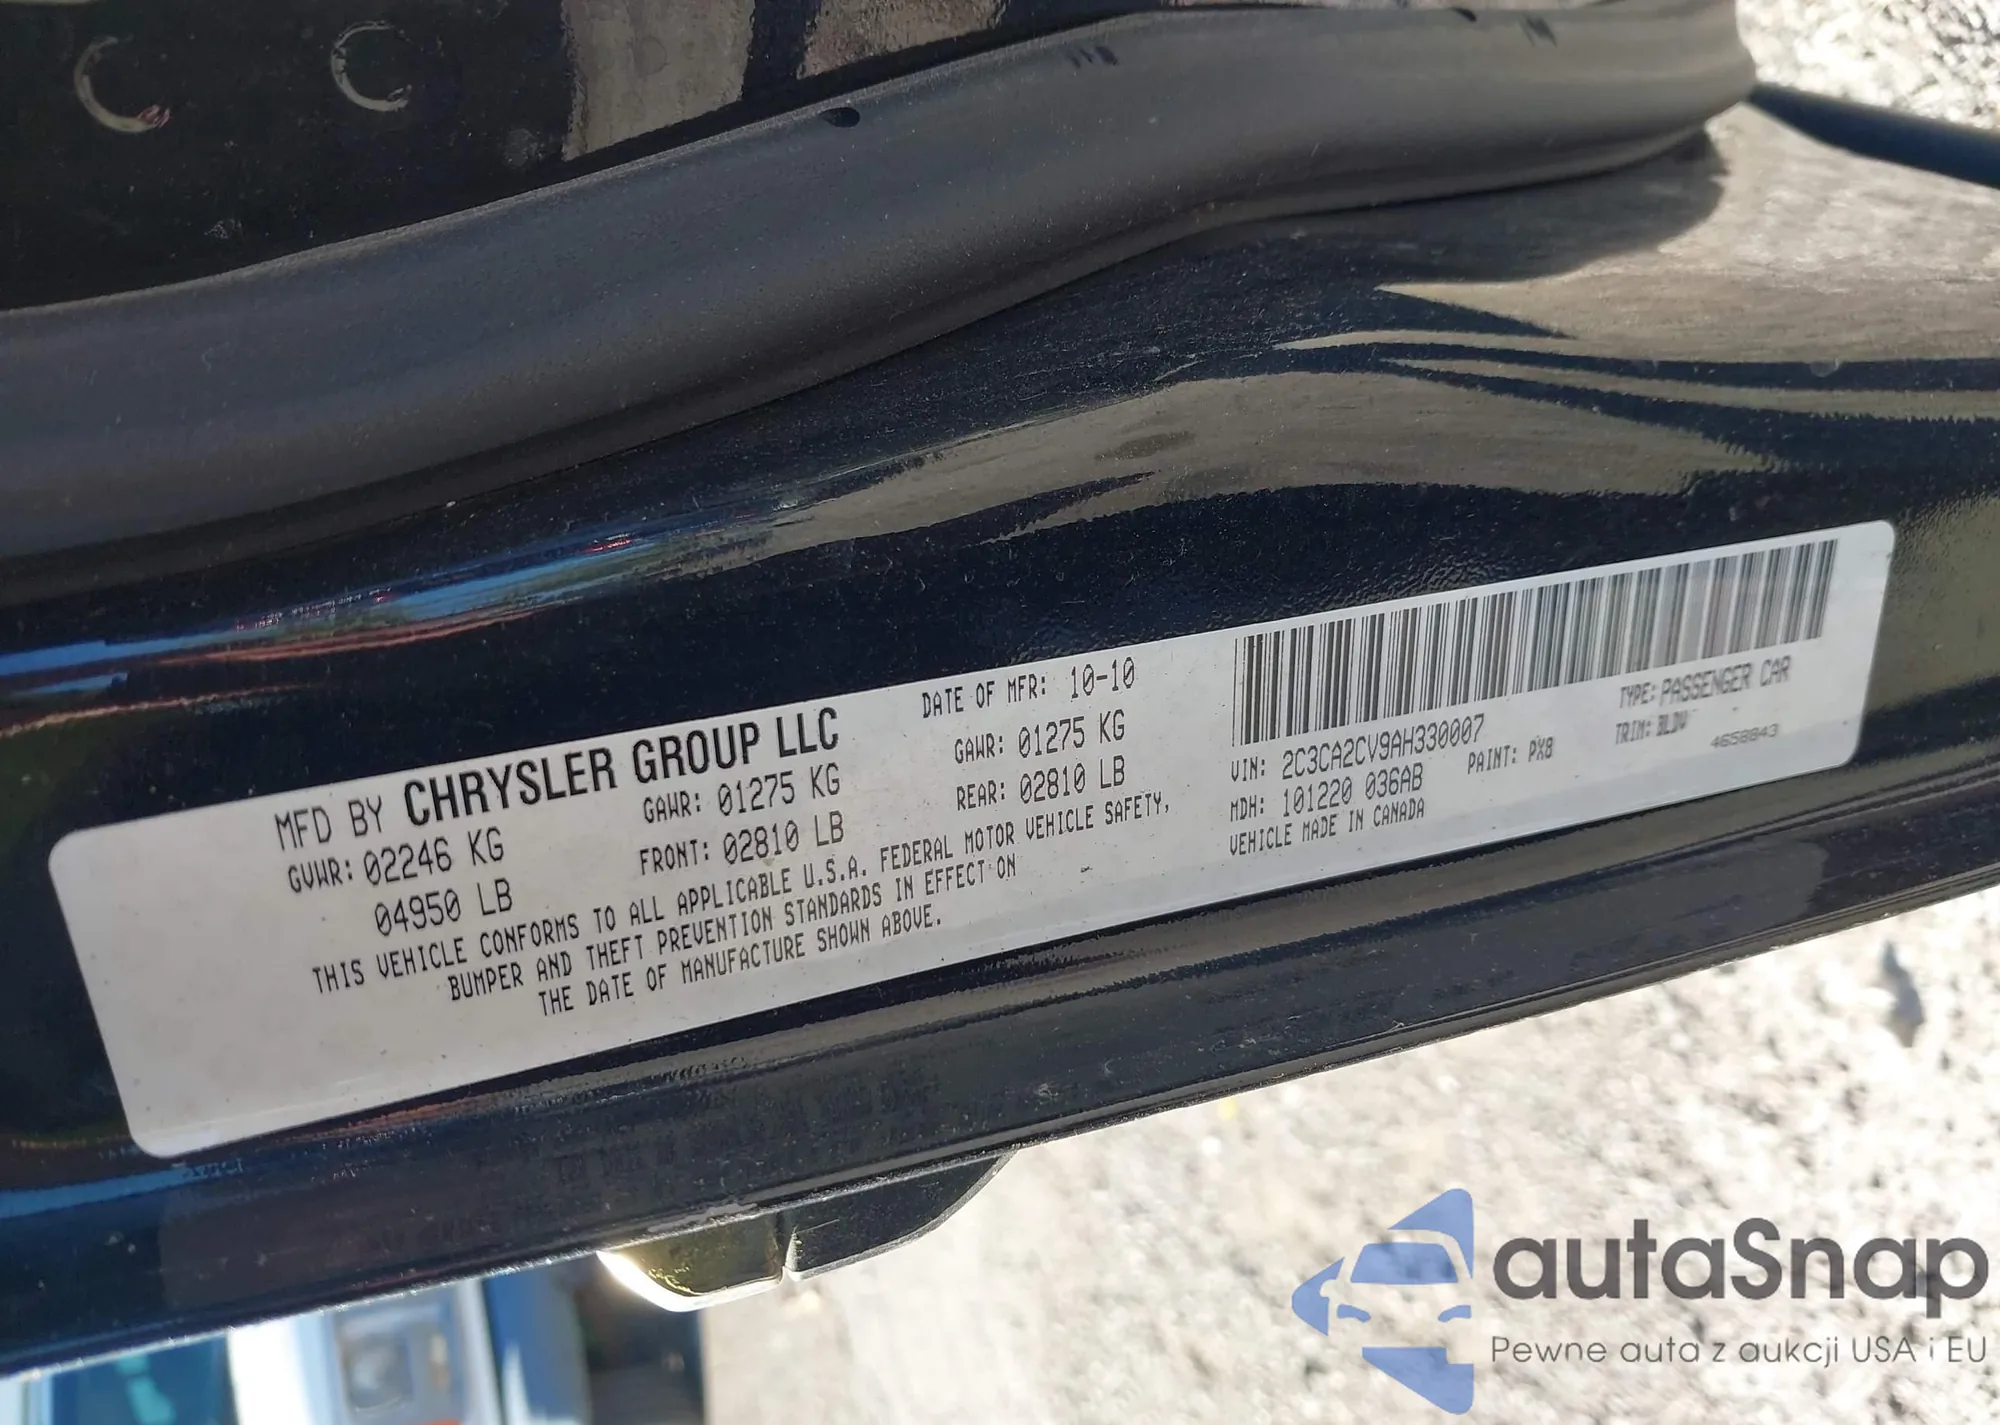 MFD BY CHRYSLER GROUP LLC
DATE OF MFR: 10-10
GVWR: 02246 KG
04950 LB
GAWR: 01275 KG
FRONT: 02810 LB
GAWR: 01275 KG
REAR: 02810 LB
THIS VEHICLE CONFORMS TO ALL APPLICABLE U.S.A. FEDERAL MOTOR VEHICLE SAFETY,
BUMPER AND THEFT PREVENTION STANDARDS IN EFFECT ON
THE DATE OF MANUFACTURE SHOWN ABOVE.
VIN: 2C3CA2CV9AH330007
TYPE: PASSENGER CAR
MDH: 101220 036AB
PAINT: PX8
TRIM: BLDV
VEHICLE MADE IN CANADA
4658843
autaSnap
Pewne auta z aukcji USA i EU